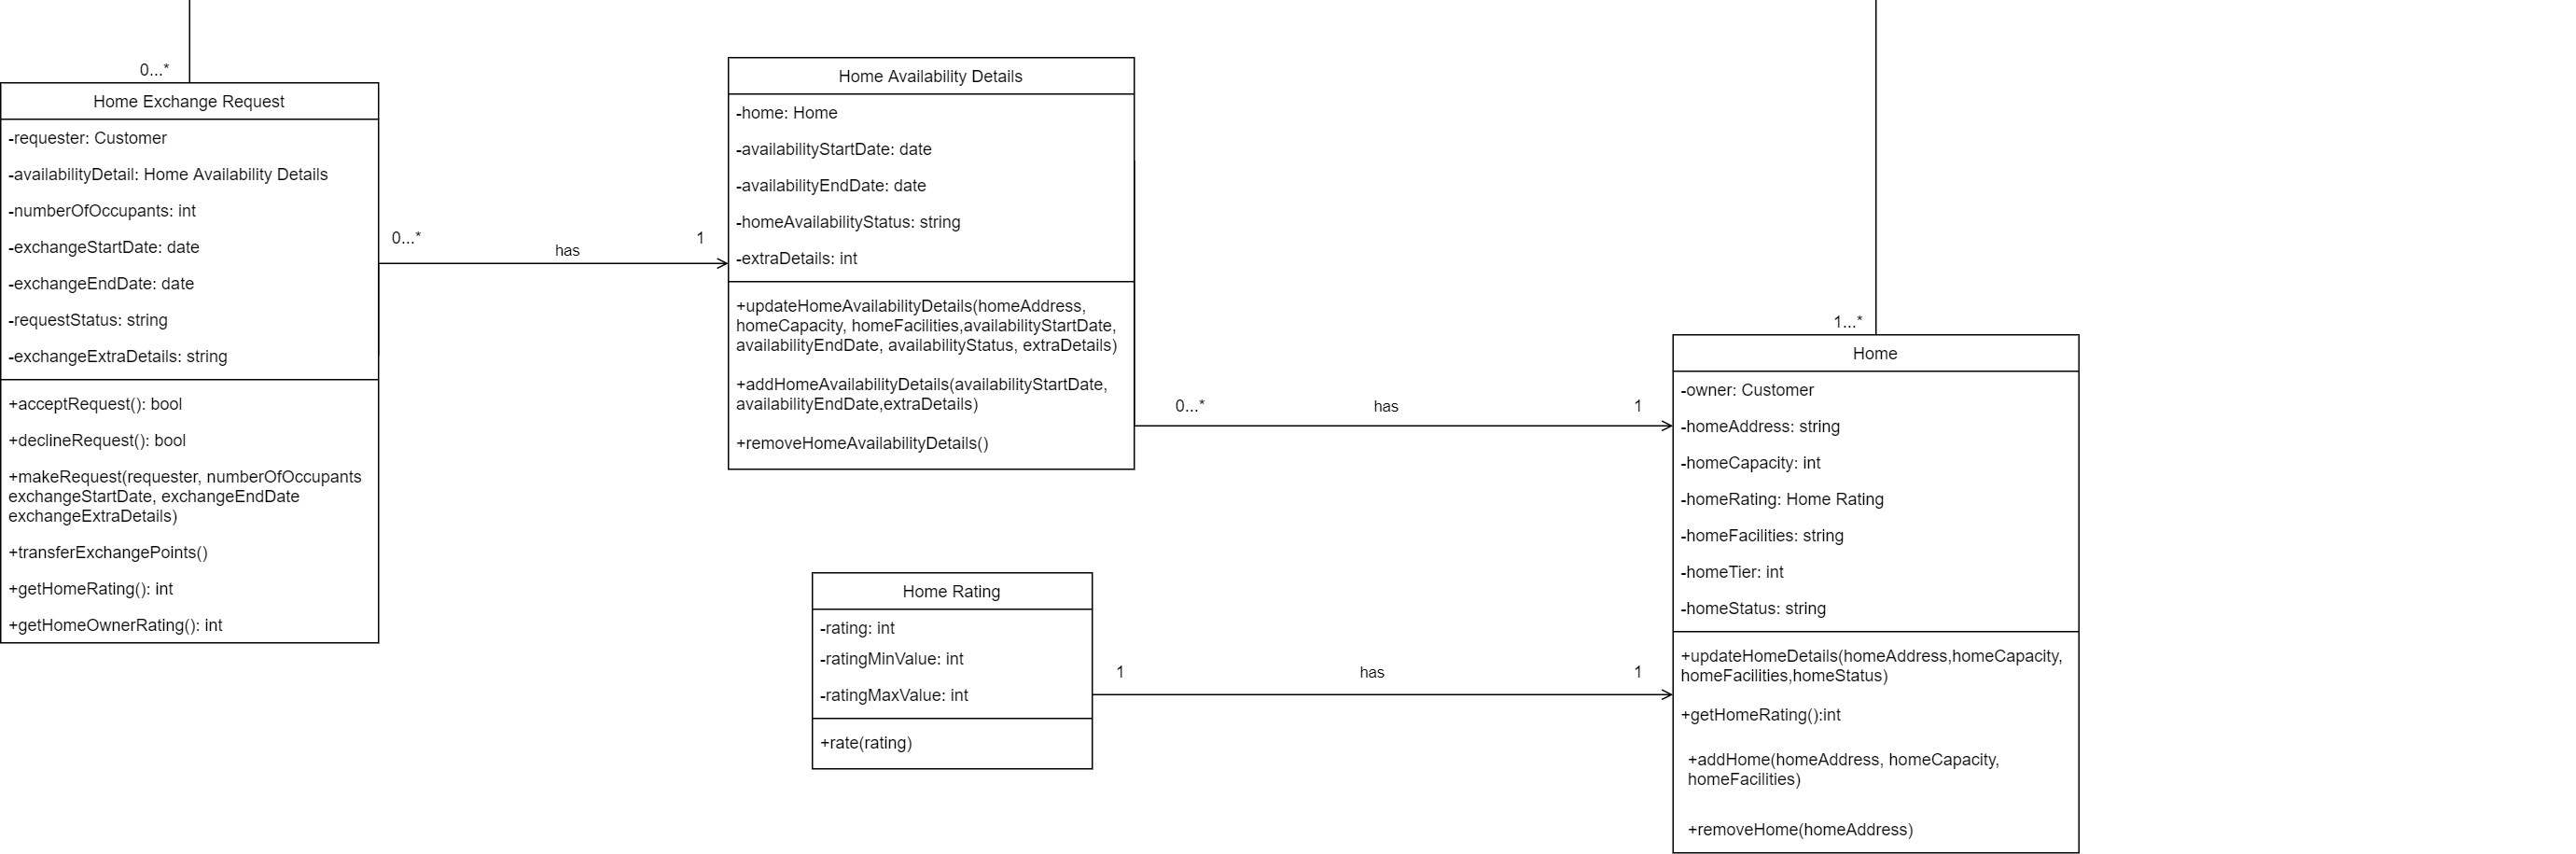 0...*
Home Exchange Request
-requester: Customer
-availabilityDetail: Home Availability Details
-numberOfOccupants: int
-exchangeStartDate: date
-exchangeEndDate: date
-requestStatus: string
-exchangeExtraDetails: string
+acceptRequest(): bool
+declineRequest(): bool
+makeRequest(requester, numberOfOccupants
exchangeStartDate, exchangeEndDate
exchangeExtraDetails)
+transferExchangePoints()
+getHomeRating(): int
+getHomeOwnerRating(): int
0...*
has
1
Home Availability Details
-home: Home
-availabilityStartDate: date
-availabilityEndDate: date
-homeAvailabilityStatus: string
-extraDetails: int
+updateHomeAvailabilityDetails(homeAddress,
homeCapacity, homeFacilities,availabilityStartDate,
availabilityEndDate, availabilityStatus, extraDetails)
+addHomeAvailabilityDetails(availabilityStartDate,
availabilityEndDate,extraDetails)
+removeHomeAvailabilityDetails()
0...*
has
1
Home Rating
-rating: int
-ratingMinValue: int
-ratingMaxValue: int
+rate(rating)
1
has
1
1...*
Home
-owner: Customer
-homeAddress: string
-homeCapacity: int
-homeRating: Home Rating
-homeFacilities: string
-homeTier: int
-homeStatus: string
+updateHomeDetails(homeAddress,homeCapacity,
homeFacilities,homeStatus)
+getHomeRating():int
+addHome(homeAddress, homeCapacity,
homeFacilities)
+removeHome(homeAddress)